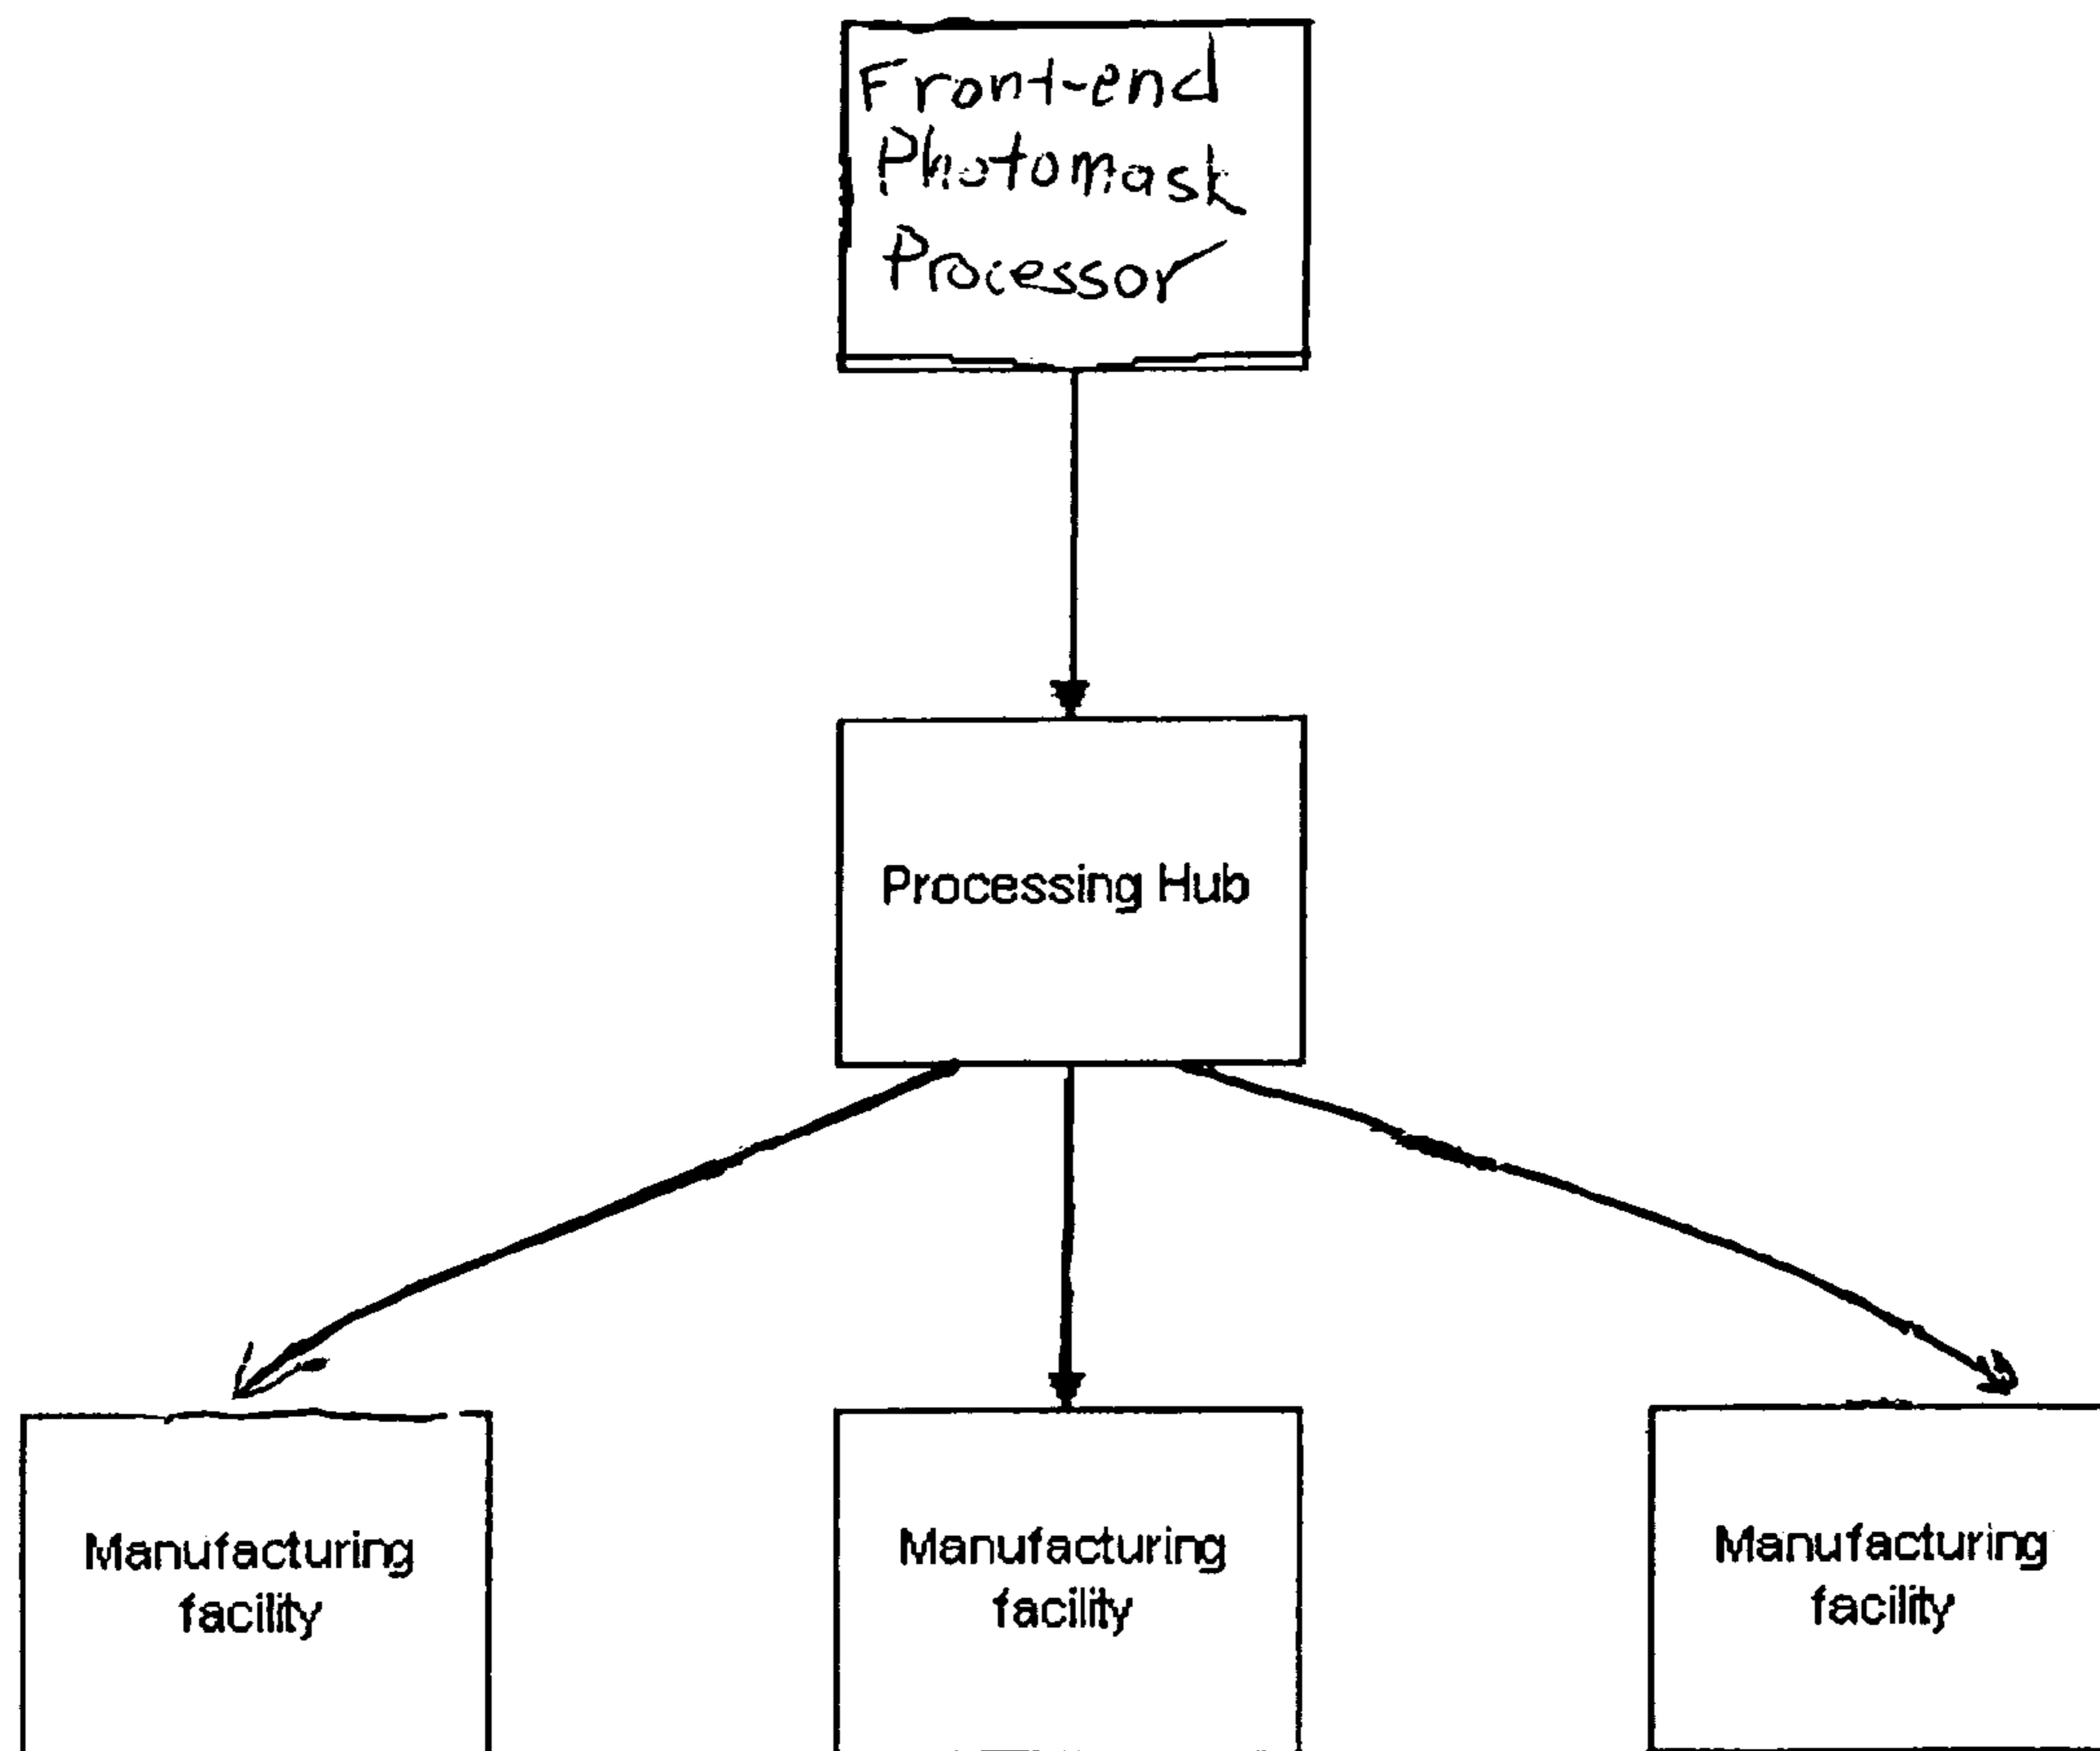 Front-end
Photomask
Processor
Processing Hub
Manufacturing
facility
Manufacturing
facility
Manufacturing
facility